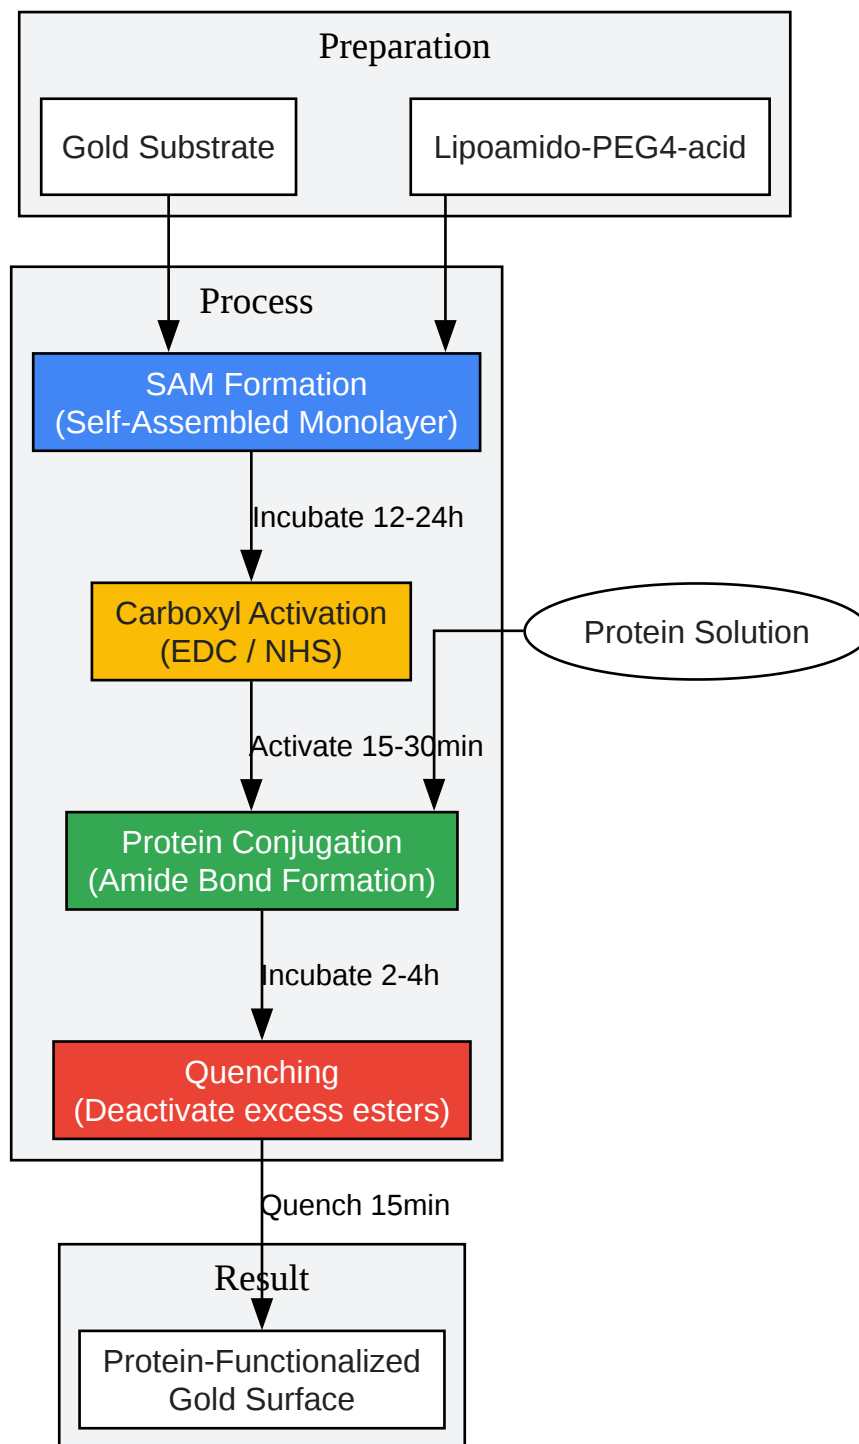 Preparation
Gold Substrate
Lipoamido-PEG4-acid
Process
SAM Formation
(Self-Assembled Monolayer)
Incubate 12-24h
Carboxyl Activation
(EDC / NHS)
Protein Solution
Activate 15-30min
Protein Conjugation
(Amide Bond Formation)
Incubate 2-4h
Quenching
(Deactivate excess esters)
Quench 15min
Result
Protein-Functionalized
Gold Surface